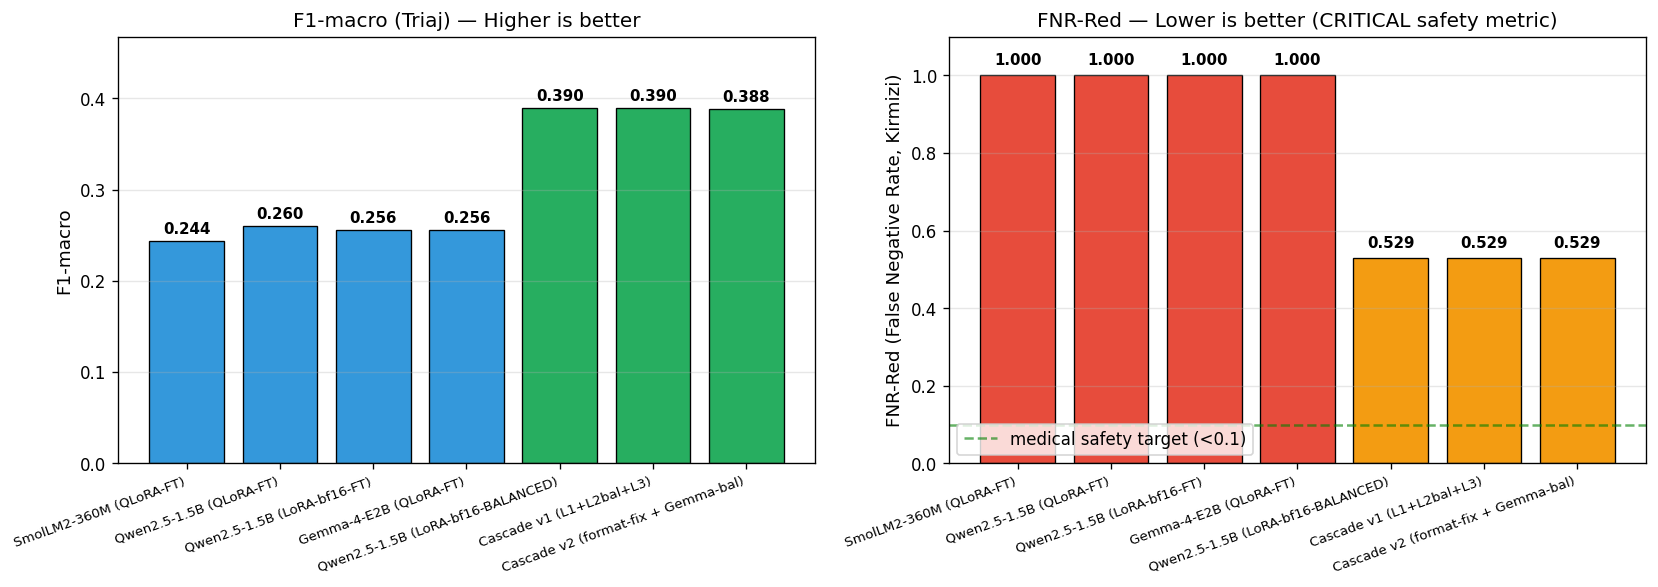 F1-macro (Triaj) — Higher is better
F1-macro
0.4
0.3
0.2
0.1
0.0
0.244
0.260
0.256
0.256
0.390
0.390
0.388
SmolLM2-360M (QLoRA-FT)
Qwen2.5-1.5B (QLoRA-FT)
Qwen2.5-1.5B (LoRA-bf16-FT)
Gemma-4-E2B (QLoRA-FT)
Qwen2.5-1.5B (LoRA-bf16-BALANCED)
Cascade v1 (L1+L2bal+L3)
Cascade v2 (format-fix + Gemma-bal)
FNR-Red — Lower is better (CRITICAL safety metric)
FNR-Red (False Negative Rate, Kirmizi)
1.0
0.8
0.6
0.4
0.2
0.0
1.000
1.000
1.000
1.000
0.529
0.529
0.529
medical safety target (<0.1)
SmolLM2-360M (QLoRA-FT)
Qwen2.5-1.5B (QLoRA-FT)
Qwen2.5-1.5B (LoRA-bf16-FT)
Gemma-4-E2B (QLoRA-FT)
Qwen2.5-1.5B (LoRA-bf16-BALANCED)
Cascade v1 (L1+L2bal+L3)
Cascade v2 (format-fix + Gemma-bal)